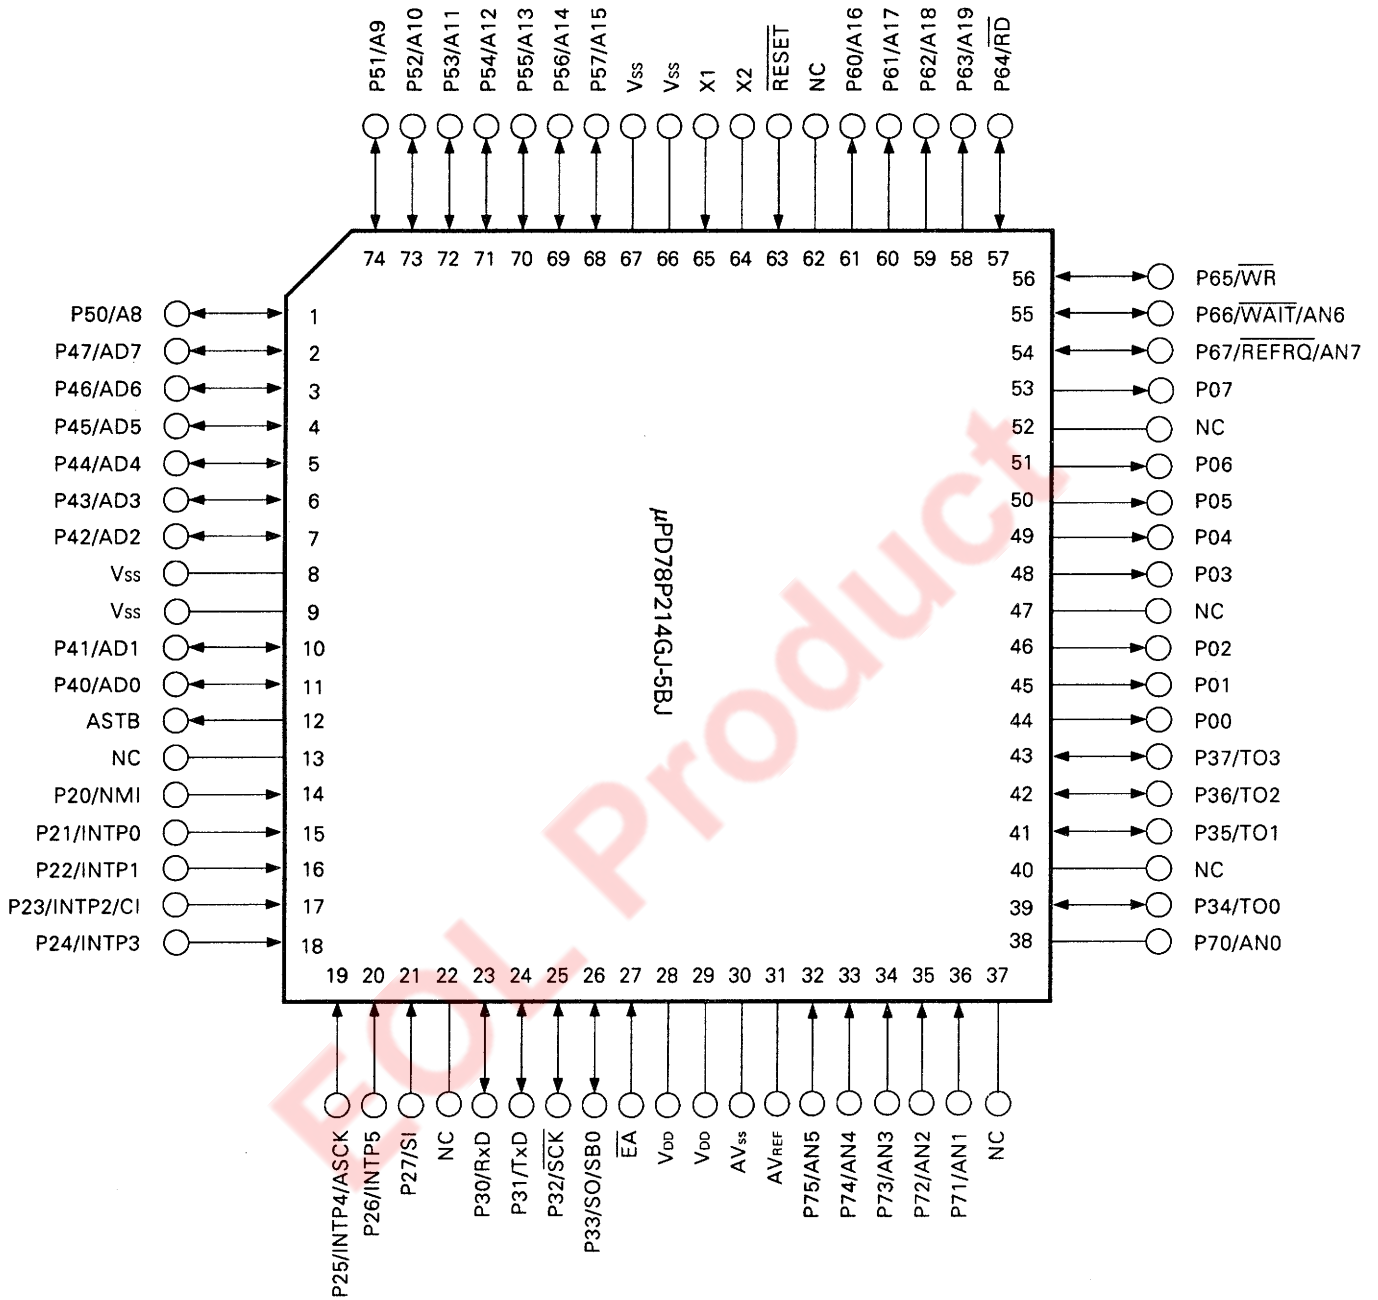 P51/A9
P52/A10
P53/A11
P54/A12
P55/A13
P56/A14
P57/A15
Vss
Vss
X1
X2
RESET
NC
P60/A16
P61/A17
P62/A18
P63/A19
P64/RD
74 73 72 71 70 69 68 67 66 65 64 63 62 61 60 59 58 57
P50/A8 1
P47/AD7 2
P46/AD6 3
P45/AD5 4
P44/AD4 5
P43/AD3 6
P42/AD2 7
Vss 8
Vss 9
P41/AD1 10
P40/AD0 11
ASTB 12
NC 13
P20/NMI 14
P21/INTP0 15
P22/INTP1 16
P23/INTP2/CI 17
P24/INTP3 18
μPD78P214GJ-5BJ
EOL Product
56 P65/WR
55 P66/WAIT/AN6
54 P67/REFRQ/AN7
53 P07
52 NC
51 P06
50 P05
49 P04
48 P03
47 NC
46 P02
45 P01
44 P00
43 P37/TO3
42 P36/TO2
41 P35/TO1
40 NC
39 P34/TO0
38 P70/AN0
19 20 21 22 23 24 25 26 27 28 29 30 31 32 33 34 35 36 37
P25/INTP4/ASCK
P26/INTP5
P27/SI
NC
P30/RxD
P31/TxD
P32/SCK
P33/SO/SB0
EA
VDD
VDD
AVss
AVREF
P75/AN5
P74/AN4
P73/AN3
P72/AN2
P71/AN1
NC